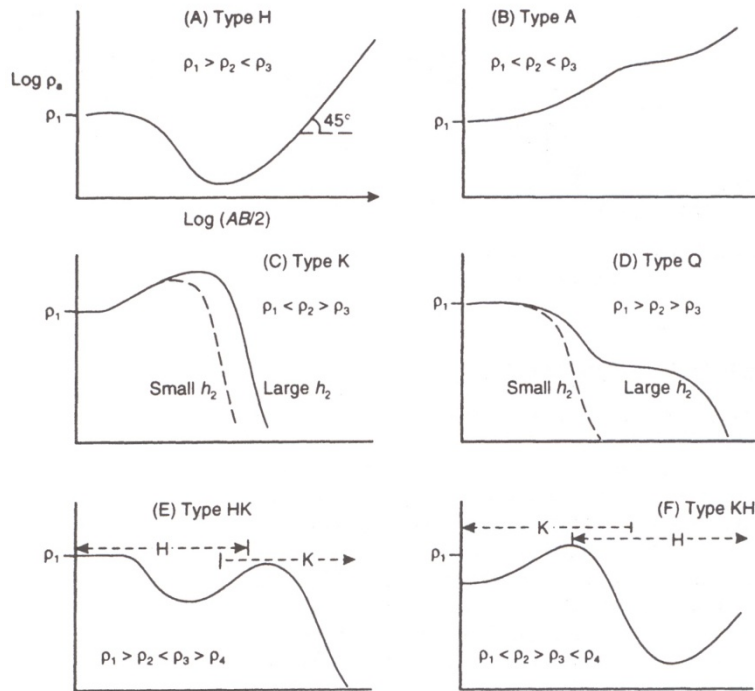 (A) Type H
ρ₁ > ρ₂ < ρ₃
Log ρₐ
ρ₁
45°
Log (AB/2)
(B) Type A
ρ₁ < ρ₂ < ρ₃
ρ₁
(C) Type K
ρ₁ < ρ₂ > ρ₃
ρ₁
Small h₂
Large h₂
(D) Type Q
ρ₁ > ρ₂ > ρ₃
ρ₁
Small h₂
Large h₂
(E) Type HK
H
K
ρ₁
ρ₁ > ρ₂ < ρ₃ > ρ₄
(F) Type KH
K
H
ρ₁
ρ₁ < ρ₂ > ρ₃ < ρ₄